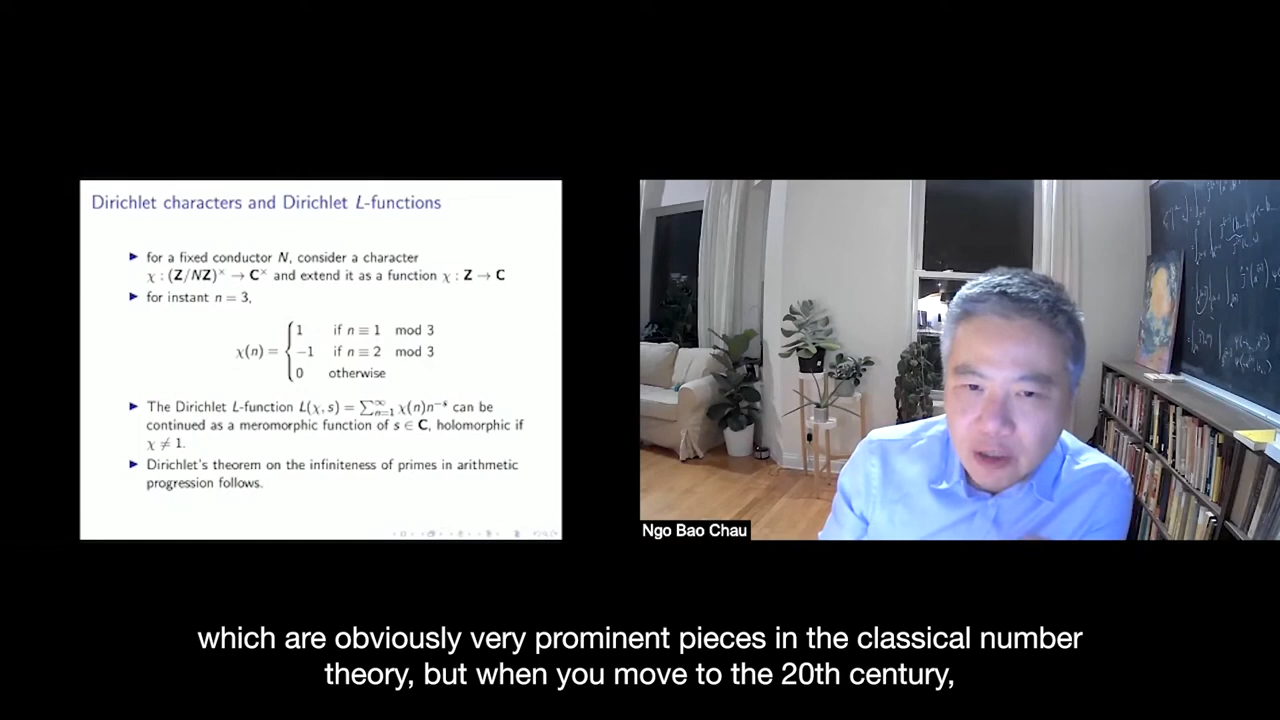 Dirichlet characters and Dirichlet L-functions
▶ for a fixed conductor N, consider a character
χ : (Z/NZ)× → C× and extend it as a function χ : Z → C
▶ for instant n = 3,
χ(n) = { 1 if n ≡ 1 mod 3
−1 if n ≡ 2 mod 3
0 otherwise
▶ The Dirichlet L-function L(χ, s) = ∑_{n=1}^{∞} χ(n)n^{−s} can be
continued as a meromorphic function of s ∈ C, holomorphic if
χ ≠ 1.
▶ Dirichlet's theorem on the infiniteness of primes in arithmetic
progression follows.
Ngo Bao Chau
which are obviously very prominent pieces in the classical number
theory, but when you move to the 20th century,